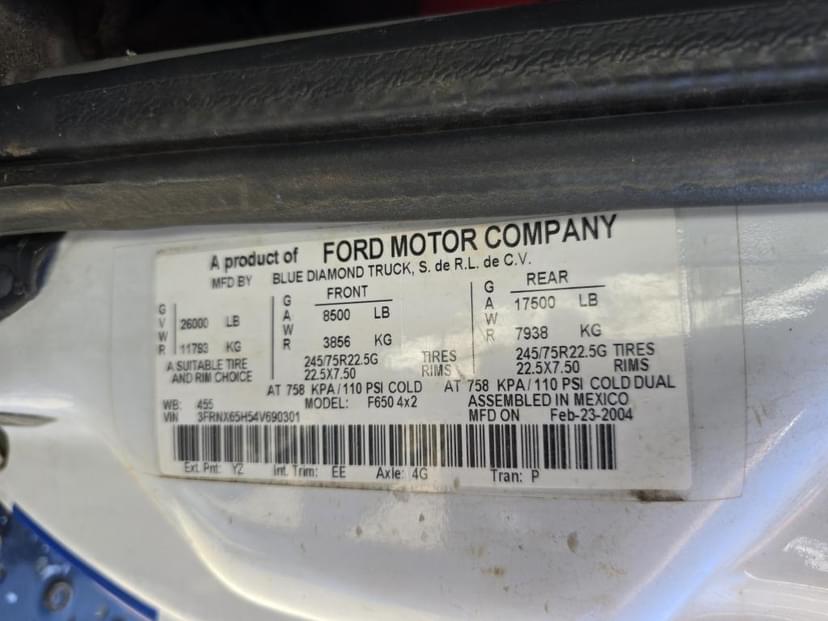 A product of FORD MOTOR COMPANY
MFD BY BLUE DIAMOND TRUCK, S. de R.L. de C.V.
GVWR 26000 LB 11793 KG
GAWR FRONT 8500 LB 3856 KG
GAWR REAR 17500 LB 7938 KG
A SUITABLE TIRE AND RIM CHOICE
245/75R22.5G TIRES 245/75R22.5G TIRES
22.5X7.50 RIMS 22.5X7.50 RIMS
AT 758 KPA/110 PSI COLD AT 758 KPA/110 PSI COLD DUAL
WB: 455 MODEL: F650 4x2 ASSEMBLED IN MEXICO
VIN 3FRNX65H54V690301 MFD ON Feb-23-2004
Ext. Pnt: Y2 Int. Trim: EE Axle: 4G Tran: P